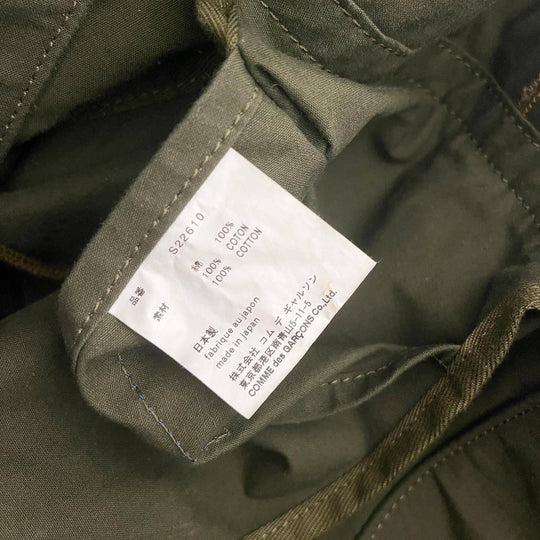 品番 S22610
素材 綿 100%
100% COTON
100% COTTON
日本製
fabrique au japon
made in japan
株式会社 コム デ ギャルソン
東京都港区南青山5-11-5
COMME des GARÇONS Co.,Ltd.